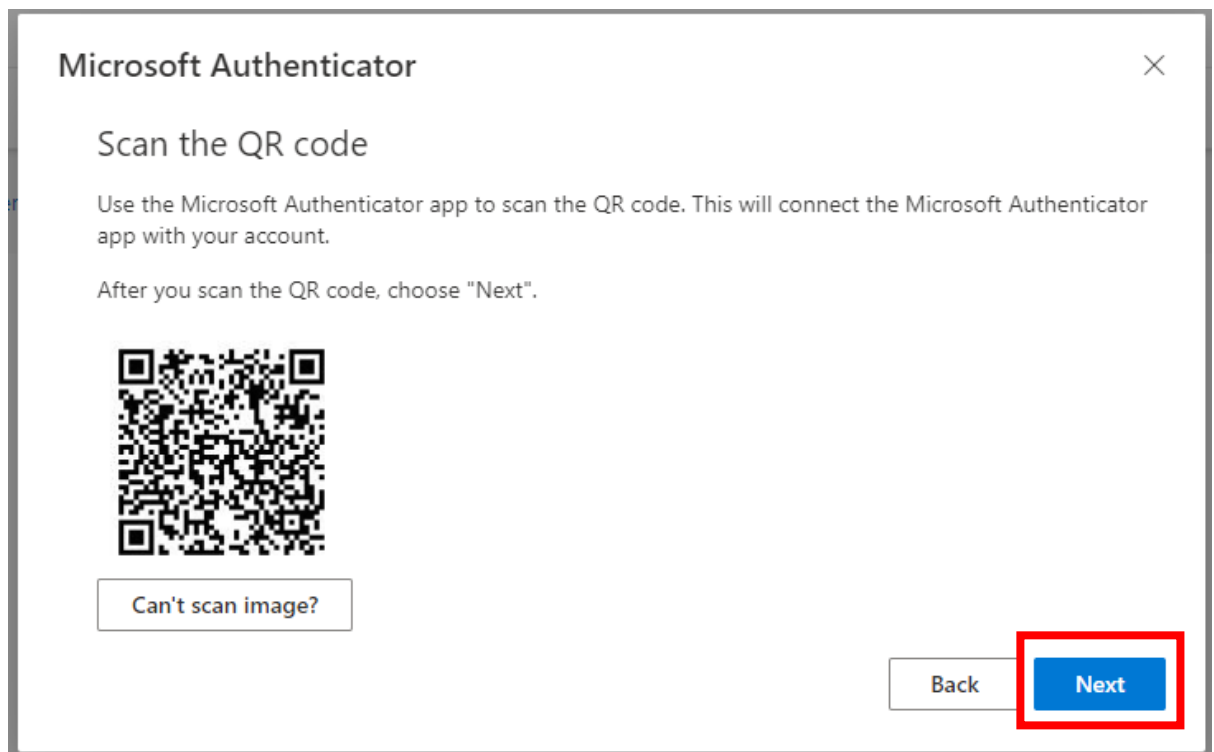 Microsoft Authenticator
Scan the QR code
er
Use the Microsoft Authenticator app to scan the QR code. This will connect the Microsoft Authenticator
app with your account.
After you scan the QR code, choose "Next".
Can't scan image?
Back
Next